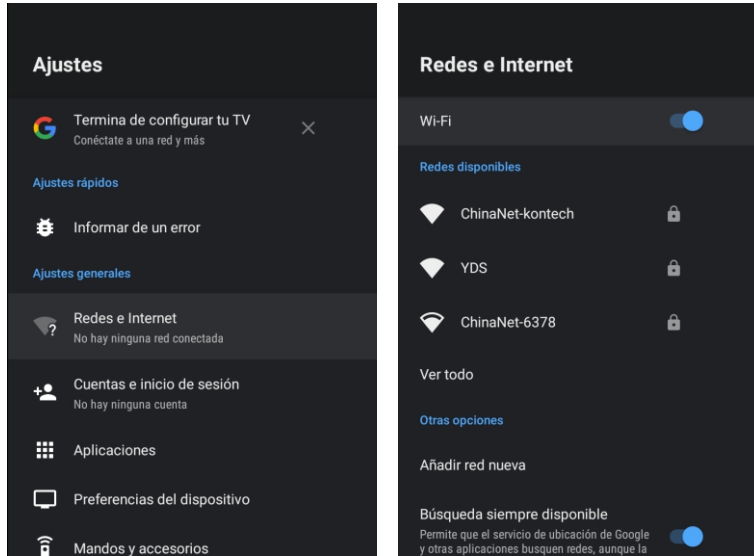 Ajustes
Termina de configurar tu TV
Conéctate a una red y más
Ajustes rápidos
Informar de un error
Ajustes generales
Redes e Internet
No hay ninguna red conectada
Cuentas e inicio de sesión
No hay ninguna cuenta
Aplicaciones
Preferencias del dispositivo
Mandos y accesorios
Redes e Internet
Wi-Fi
Redes disponibles
ChinaNet-kontech
YDS
ChinaNet-6378
Ver todo
Otras opciones
Añadir red nueva
Búsqueda siempre disponible
Permite que el servicio de ubicación de Google
y otras aplicaciones busquen redes, aunque la